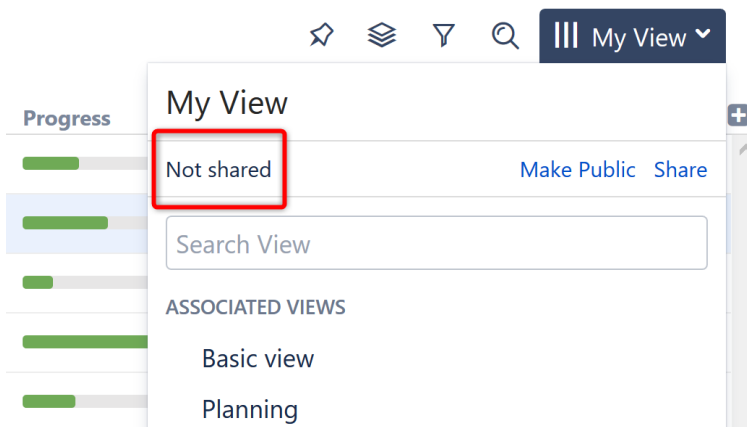 My View
Progress
My View
Not shared Make Public Share
Search View
ASSOCIATED VIEWS
Basic view
Planning